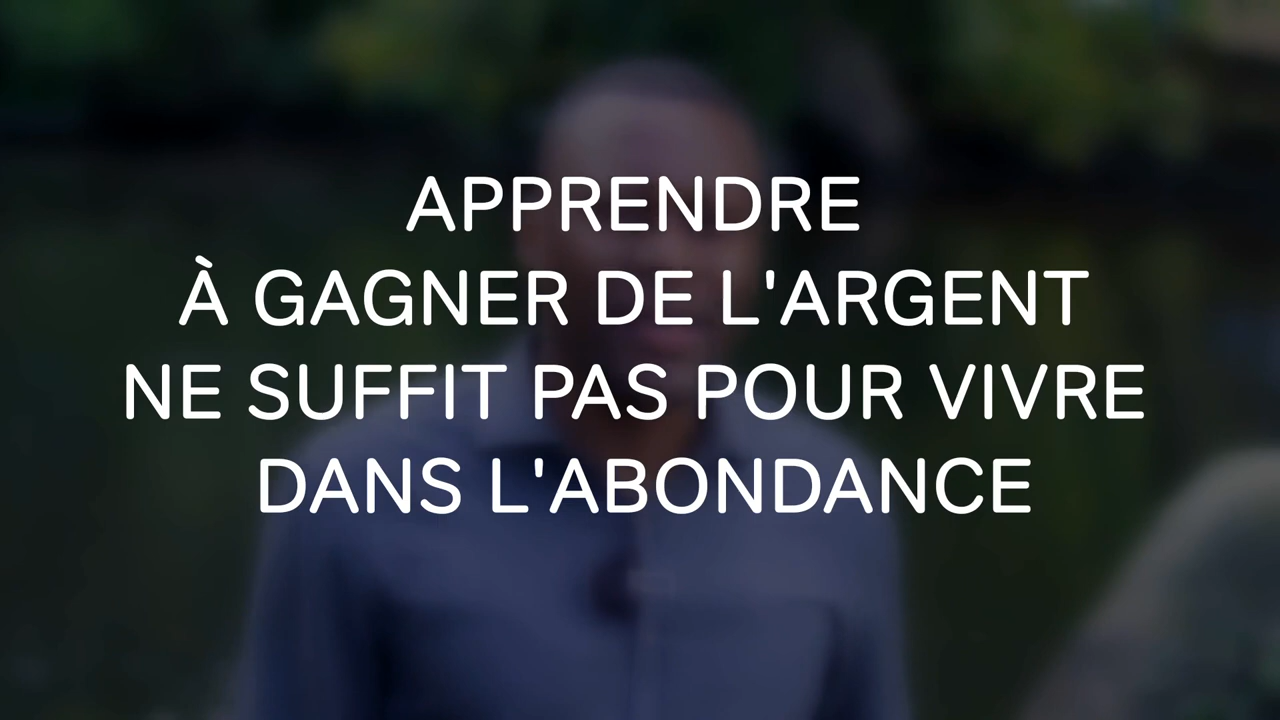 APPRENDRE
À GAGNER DE L'ARGENT
NE SUFFIT PAS POUR VIVRE
DANS L'ABONDANCE